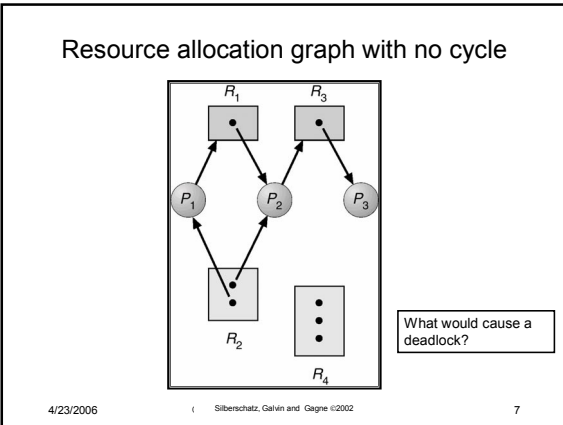 Resource allocation graph with no cycle
R1 R3
P1 P2 P3
R2
R4
What would cause a
deadlock?
4/23/2006 ( Silberschatz, Galvin and Gagne ©2002 7